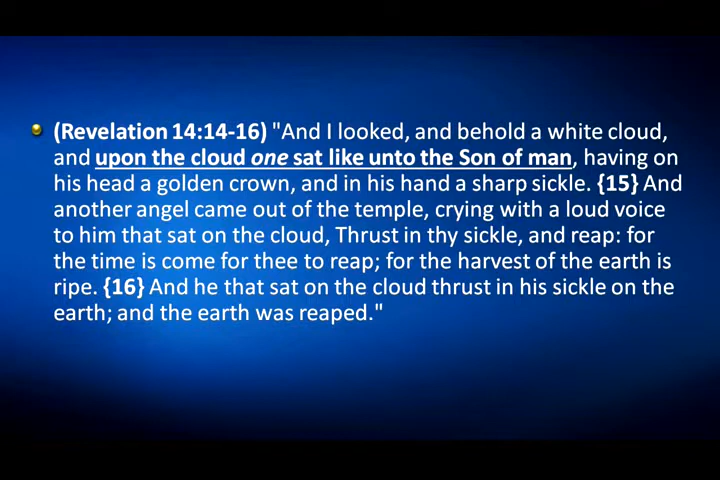 (Revelation 14:14-16) "And I looked, and behold a white cloud,
and upon the cloud one sat like unto the Son of man, having on
his head a golden crown, and in his hand a sharp sickle. {15} And
another angel came out of the temple, crying with a loud voice
to him that sat on the cloud, Thrust in thy sickle, and reap: for
the time is come for thee to reap; for the harvest of the earth is
ripe. {16} And he that sat on the cloud thrust in his sickle on the
earth; and the earth was reaped."